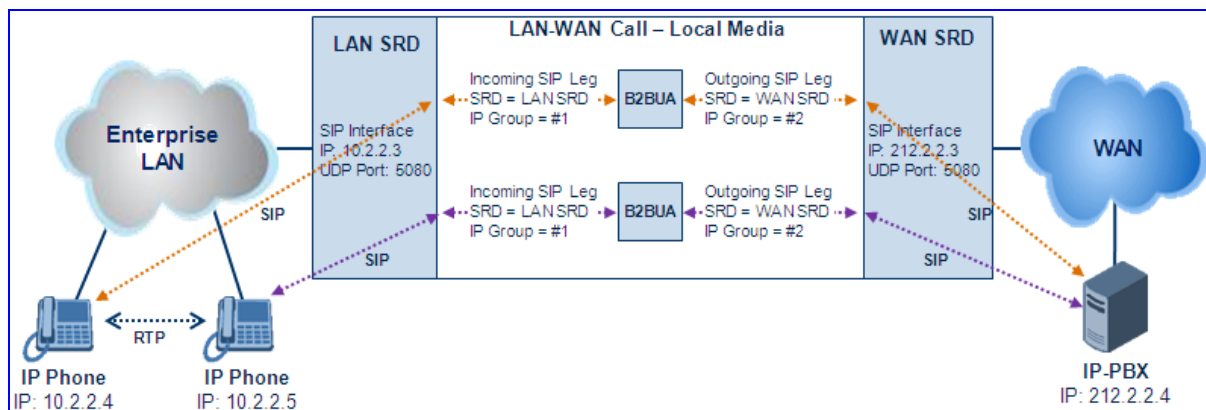 LAN-WAN Call – Local Media
LAN SRD
WAN SRD
Incoming SIP Leg
SRD = LAN SRD
IP Group = #1
B2BUA
Outgoing SIP Leg
SRD = WAN SRD
IP Group = #2
Enterprise
LAN
SIP Interface
IP: 10.2.2.3
UDP Port: 5080
SIP Interface
IP: 212.2.2.3
UDP Port: 5080
WAN
Incoming SIP Leg
SRD = LAN SRD
IP Group = #1
B2BUA
Outgoing SIP Leg
SRD = WAN SRD
IP Group = #2
SIP
SIP
SIP
SIP
RTP
IP Phone
IP: 10.2.2.4
IP Phone
IP: 10.2.2.5
IP-PBX
IP: 212.2.2.4